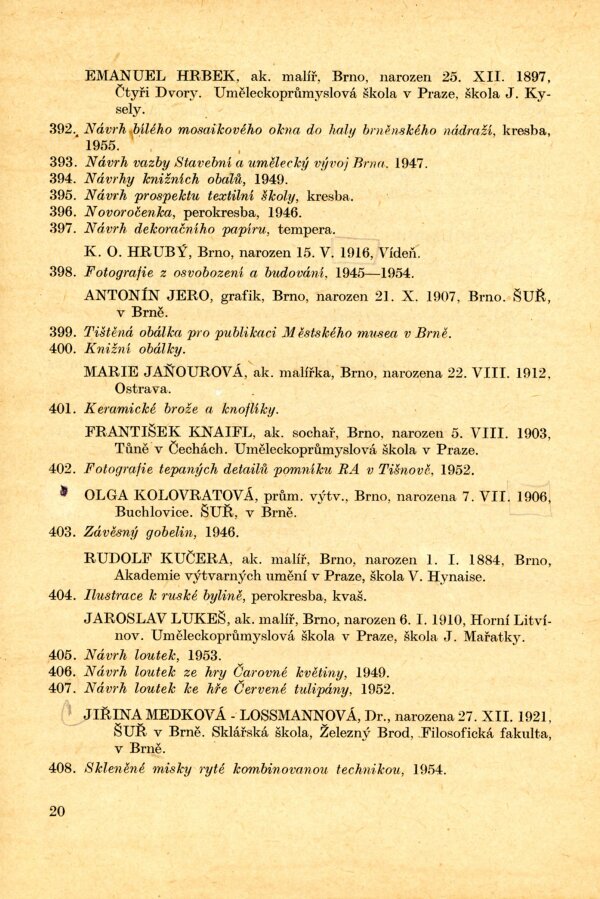 EMANUEL HRBEK, ak. malíř, Brno, narozen 25. XII. 1897,
Čtyři Dvory. Uměleckoprůmyslová škola v Praze, škola J. Ky-
sely.
392. Návrh bílého mosaikového okna do haly brněnského nádraží, kresba,
1955.
393. Návrh vazby Stavební a umělecký vývoj Brna, 1947.
394. Návrhy knižních obalů, 1949.
395. Návrh prospektu textilní školy, kresba.
396. Novoročenka, perokresba, 1946.
397. Návrh dekoračního papíru, tempera.
K. O. HRUBÝ, Brno, narozen 15. V. 1916, Vídeň.
398. Fotografie z osvobození a budování, 1945—1954.
ANTONÍN JERO, grafik, Brno, narozen 21. X. 1907, Brno. ŠUŘ,
v Brně.
399. Tištěná obálka pro publikaci Městského musea v Brně.
400. Knižní obálky.
MARIE JAŇOUROVÁ, ak. malířka, Brno, narozena 22. VIII. 1912,
Ostrava.
401. Keramické brože a knoflíky.
FRANTIŠEK KNAIFL, ak. sochař, Brno, narozen 5. VIII. 1903,
Tůně v Čechách. Uměleckoprůmyslová škola v Praze.
402. Fotografie tepaných detailů pomníku RA v Tišnově, 1952.
OLGA KOLOVRATOVÁ, prům. výtv., Brno, narozena 7. VII. 1906,
Buchlovice. ŠUŘ, v Brně.
403. Závěsný gobelin, 1946.
RUDOLF KUČERA, ak. malíř, Brno, narozen 1. I. 1884, Brno,
Akademie výtvarných umění v Praze, škola V. Hynaise.
404. Ilustrace k ruské bylině, perokresba, kvaš.
JAROSLAV LUKEŠ, ak. malíř, Brno, narozen 6. I. 1910, Horní Litví-
nov. Uměleckoprůmyslová škola v Praze, škola J. Mařatky.
405. Návrh loutek, 1953.
406. Návrh loutek ze hry Čarovné květiny, 1949.
407. Návrh loutek ke hře Červené tulipány, 1952.
JIŘINA MEDKOVÁ - LOSSMANNOVÁ, Dr., narozena 27. XII. 1921,
ŠUŘ v Brně. Sklářská škola, Železný Brod, Filosofická fakulta,
v Brně.
408. Skleněné misky ryté kombinovanou technikou, 1954.
20